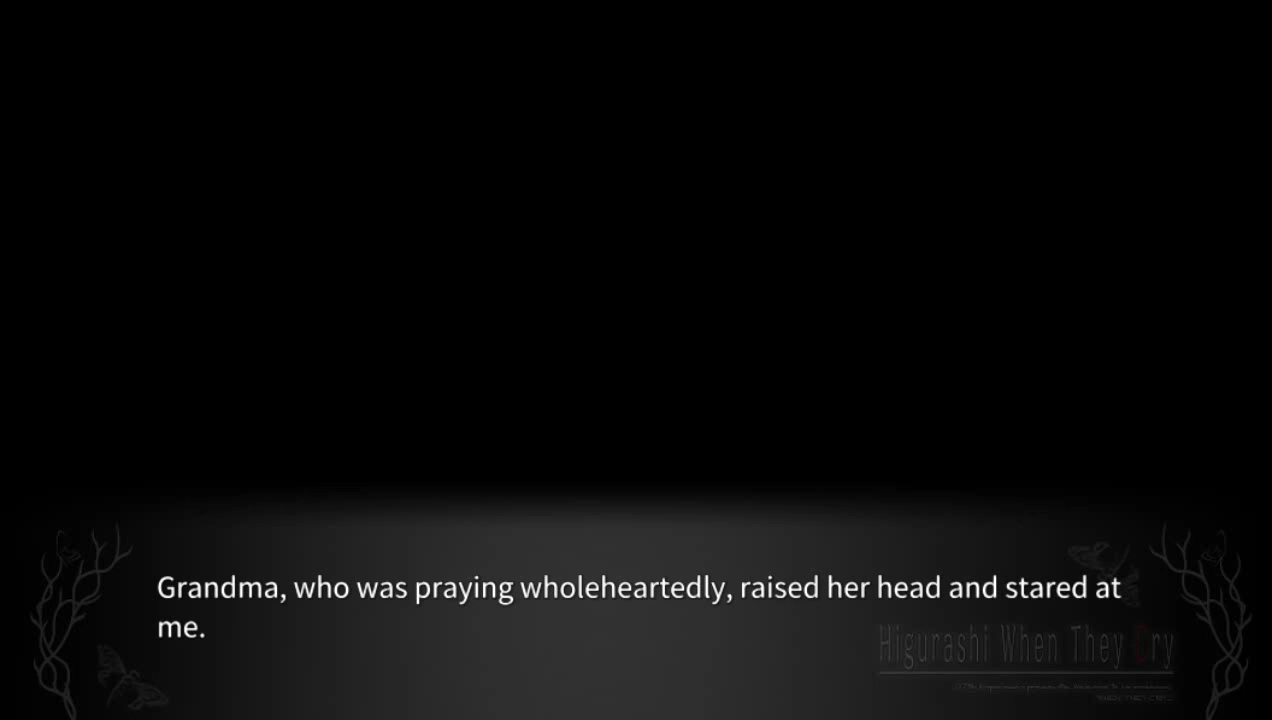 Grandma, who was praying wholeheartedly, raised her head and stared at
me.
Higurashi When They Cry